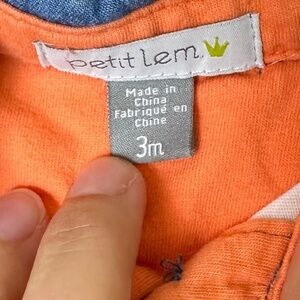 petit lem
Made in
China
Fabriqué en
Chine
3m